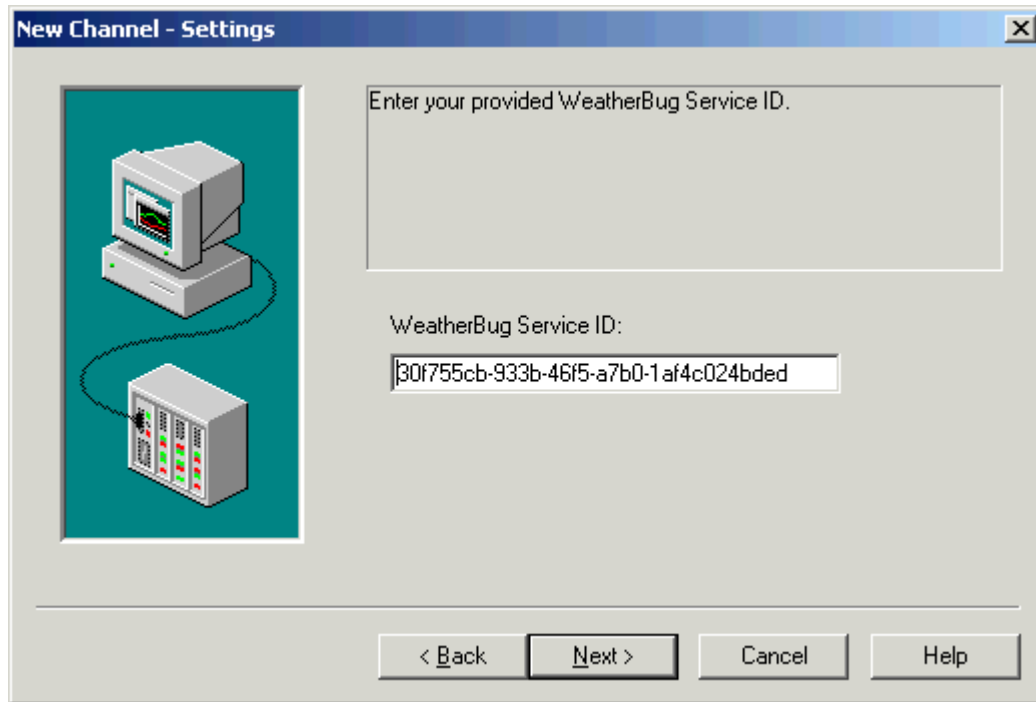 New Channel - Settings
Enter your provided WeatherBug Service ID.
WeatherBug Service ID:
30f755cb-933b-46f5-a7b0-1af4c024bded
< Back
Next >
Cancel
Help